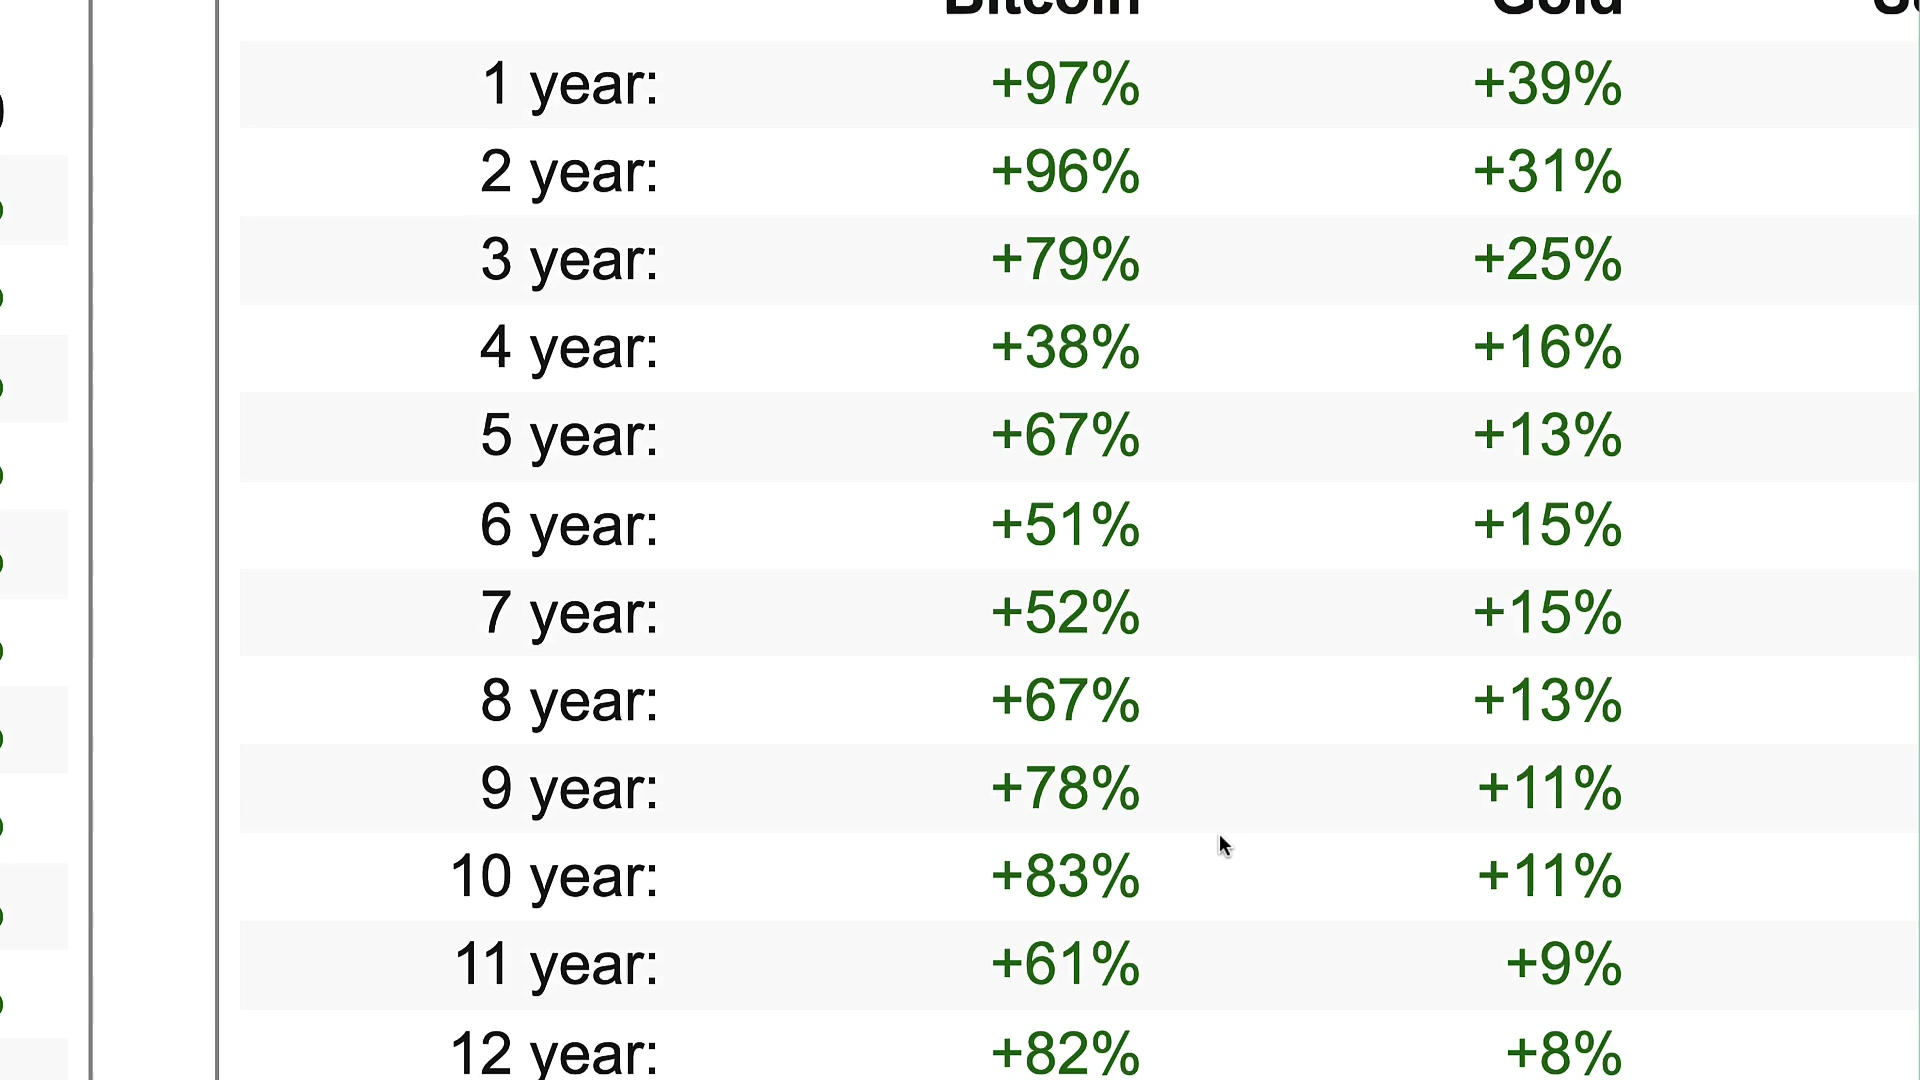 Bitcoin Gold
1 year: +97% +39%
2 year: +96% +31%
3 year: +79% +25%
4 year: +38% +16%
5 year: +67% +13%
6 year: +51% +15%
7 year: +52% +15%
8 year: +67% +13%
9 year: +78% +11%
10 year: +83% +11%
11 year: +61% +9%
12 year: +82% +8%